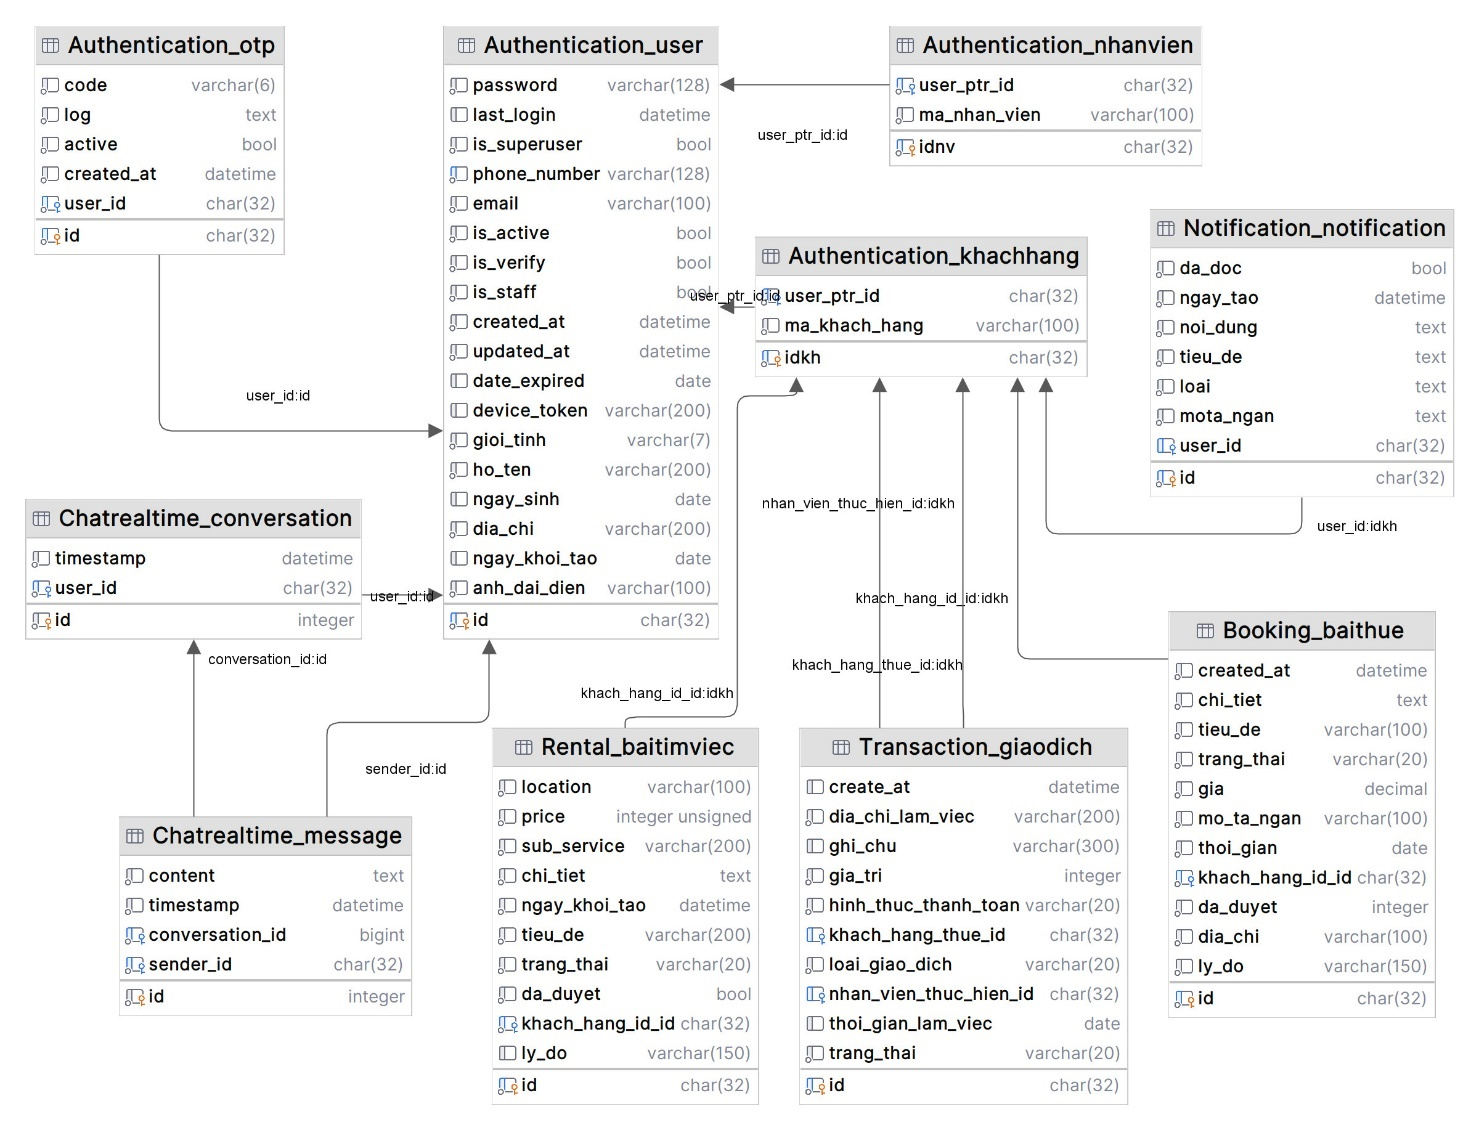 Authentication_otp
code varchar(6)
log text
active bool
created_at datetime
user_id char(32)
id char(32)
Authentication_user
password varchar(128)
last_login datetime
is_superuser bool
phone_number varchar(128)
email varchar(100)
is_active bool
is_verify bool
is_staff bool
created_at datetime
updated_at datetime
date_expired date
device_token varchar(200)
gioi_tinh varchar(7)
ho_ten varchar(200)
ngay_sinh date
dia_chi varchar(200)
ngay_khoi_tao date
anh_dai_dien varchar(100)
id char(32)
Authentication_nhanvien
user_ptr_id char(32)
ma_nhan_vien varchar(100)
idnv char(32)
user_ptr_id:id
Authentication_khachhang
user_ptr_id char(32)
ma_khach_hang varchar(100)
idkh char(32)
user_ptr_id:id
Notification_notification
da_doc bool
ngay_tao datetime
noi_dung text
tieu_de text
loai text
mota_ngan text
user_id char(32)
id char(32)
user_id:id
Chatrealtime_conversation
timestamp datetime
user_id char(32)
id integer
user_id:id
conversation_id:id
nhan_vien_thuc_hien_id:idkh
user_id:idkh
khach_hang_id_id:idkh
khach_hang_thue_id:idkh
khach_hang_id_id:idkh
sender_id:id
Chatrealtime_message
content text
timestamp datetime
conversation_id bigint
sender_id char(32)
id integer
Rental_baitimviec
location varchar(100)
price integer unsigned
sub_service varchar(200)
chi_tiet text
ngay_khoi_tao datetime
tieu_de varchar(200)
trang_thai varchar(20)
da_duyet bool
khach_hang_id_id char(32)
ly_do varchar(150)
id char(32)
Transaction_giaodich
create_at datetime
dia_chi_lam_viec varchar(200)
ghi_chu varchar(300)
gia_tri integer
hinh_thuc_thanh_toan varchar(20)
khach_hang_thue_id char(32)
loai_giao_dich varchar(20)
nhan_vien_thuc_hien_id char(32)
thoi_gian_lam_viec date
trang_thai varchar(20)
id char(32)
Booking_baithue
created_at datetime
chi_tiet text
tieu_de varchar(100)
trang_thai varchar(20)
gia decimal
mo_ta_ngan varchar(100)
thoi_gian date
khach_hang_id_id char(32)
da_duyet integer
dia_chi varchar(100)
ly_do varchar(150)
id char(32)